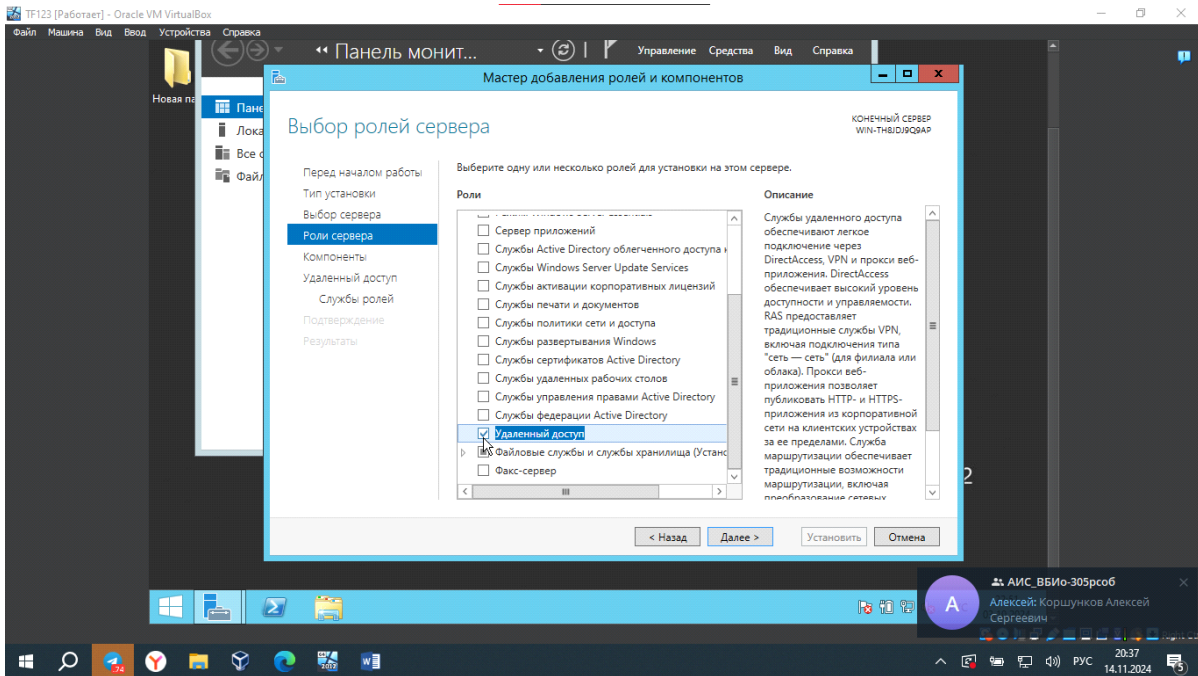 TF123 [Работает] - Oracle VM VirtualBox
Файл Машина Вид Ввод Устройства Справка
Панель монит...
Управление Средства Вид Справка
Новая па
Пане
Лока
Все с
Файл
Мастер добавления ролей и компонентов
Выбор ролей сервера
КОНЕЧНЫЙ СЕРВЕР
WIN-TH8JDJ9Q9AP
Перед началом работы
Тип установки
Выбор сервера
Роли сервера
Компоненты
Удаленный доступ
Службы ролей
Подтверждение
Результаты
Выберите одну или несколько ролей для установки на этом сервере.
Роли
Сервер приложений
Службы Active Directory облегченного доступа к
Службы Windows Server Update Services
Службы активации корпоративных лицензий
Службы печати и документов
Службы политики сети и доступа
Службы развертывания Windows
Службы сертификатов Active Directory
Службы удаленных рабочих столов
Службы управления правами Active Directory
Службы федерации Active Directory
Удаленный доступ
Файловые службы и службы хранилища (Устанс
Факс-сервер
Описание
Службы удаленного доступа
обеспечивают легкое
подключение через
DirectAccess, VPN и прокси веб-
приложения. DirectAccess
обеспечивает высокий уровень
доступности и управляемости.
RAS предоставляет
традиционные службы VPN,
включая подключения типа
"сеть — сеть" (для филиала или
облака). Прокси веб-
приложения позволяет
публиковать HTTP- и HTTPS-
приложения из корпоративной
сети на клиентских устройствах
за ее пределами. Служба
маршрутизации обеспечивает
традиционные возможности
маршрутизации, включая
преобразование сетевых
< Назад
Далее >
Установить
Отмена
2
А
АИС_ВБИо-305рсоб
Алексей: Коршунков Алексей
Сергеевич
74
2017
РУС
20:37
14.11.2024
5